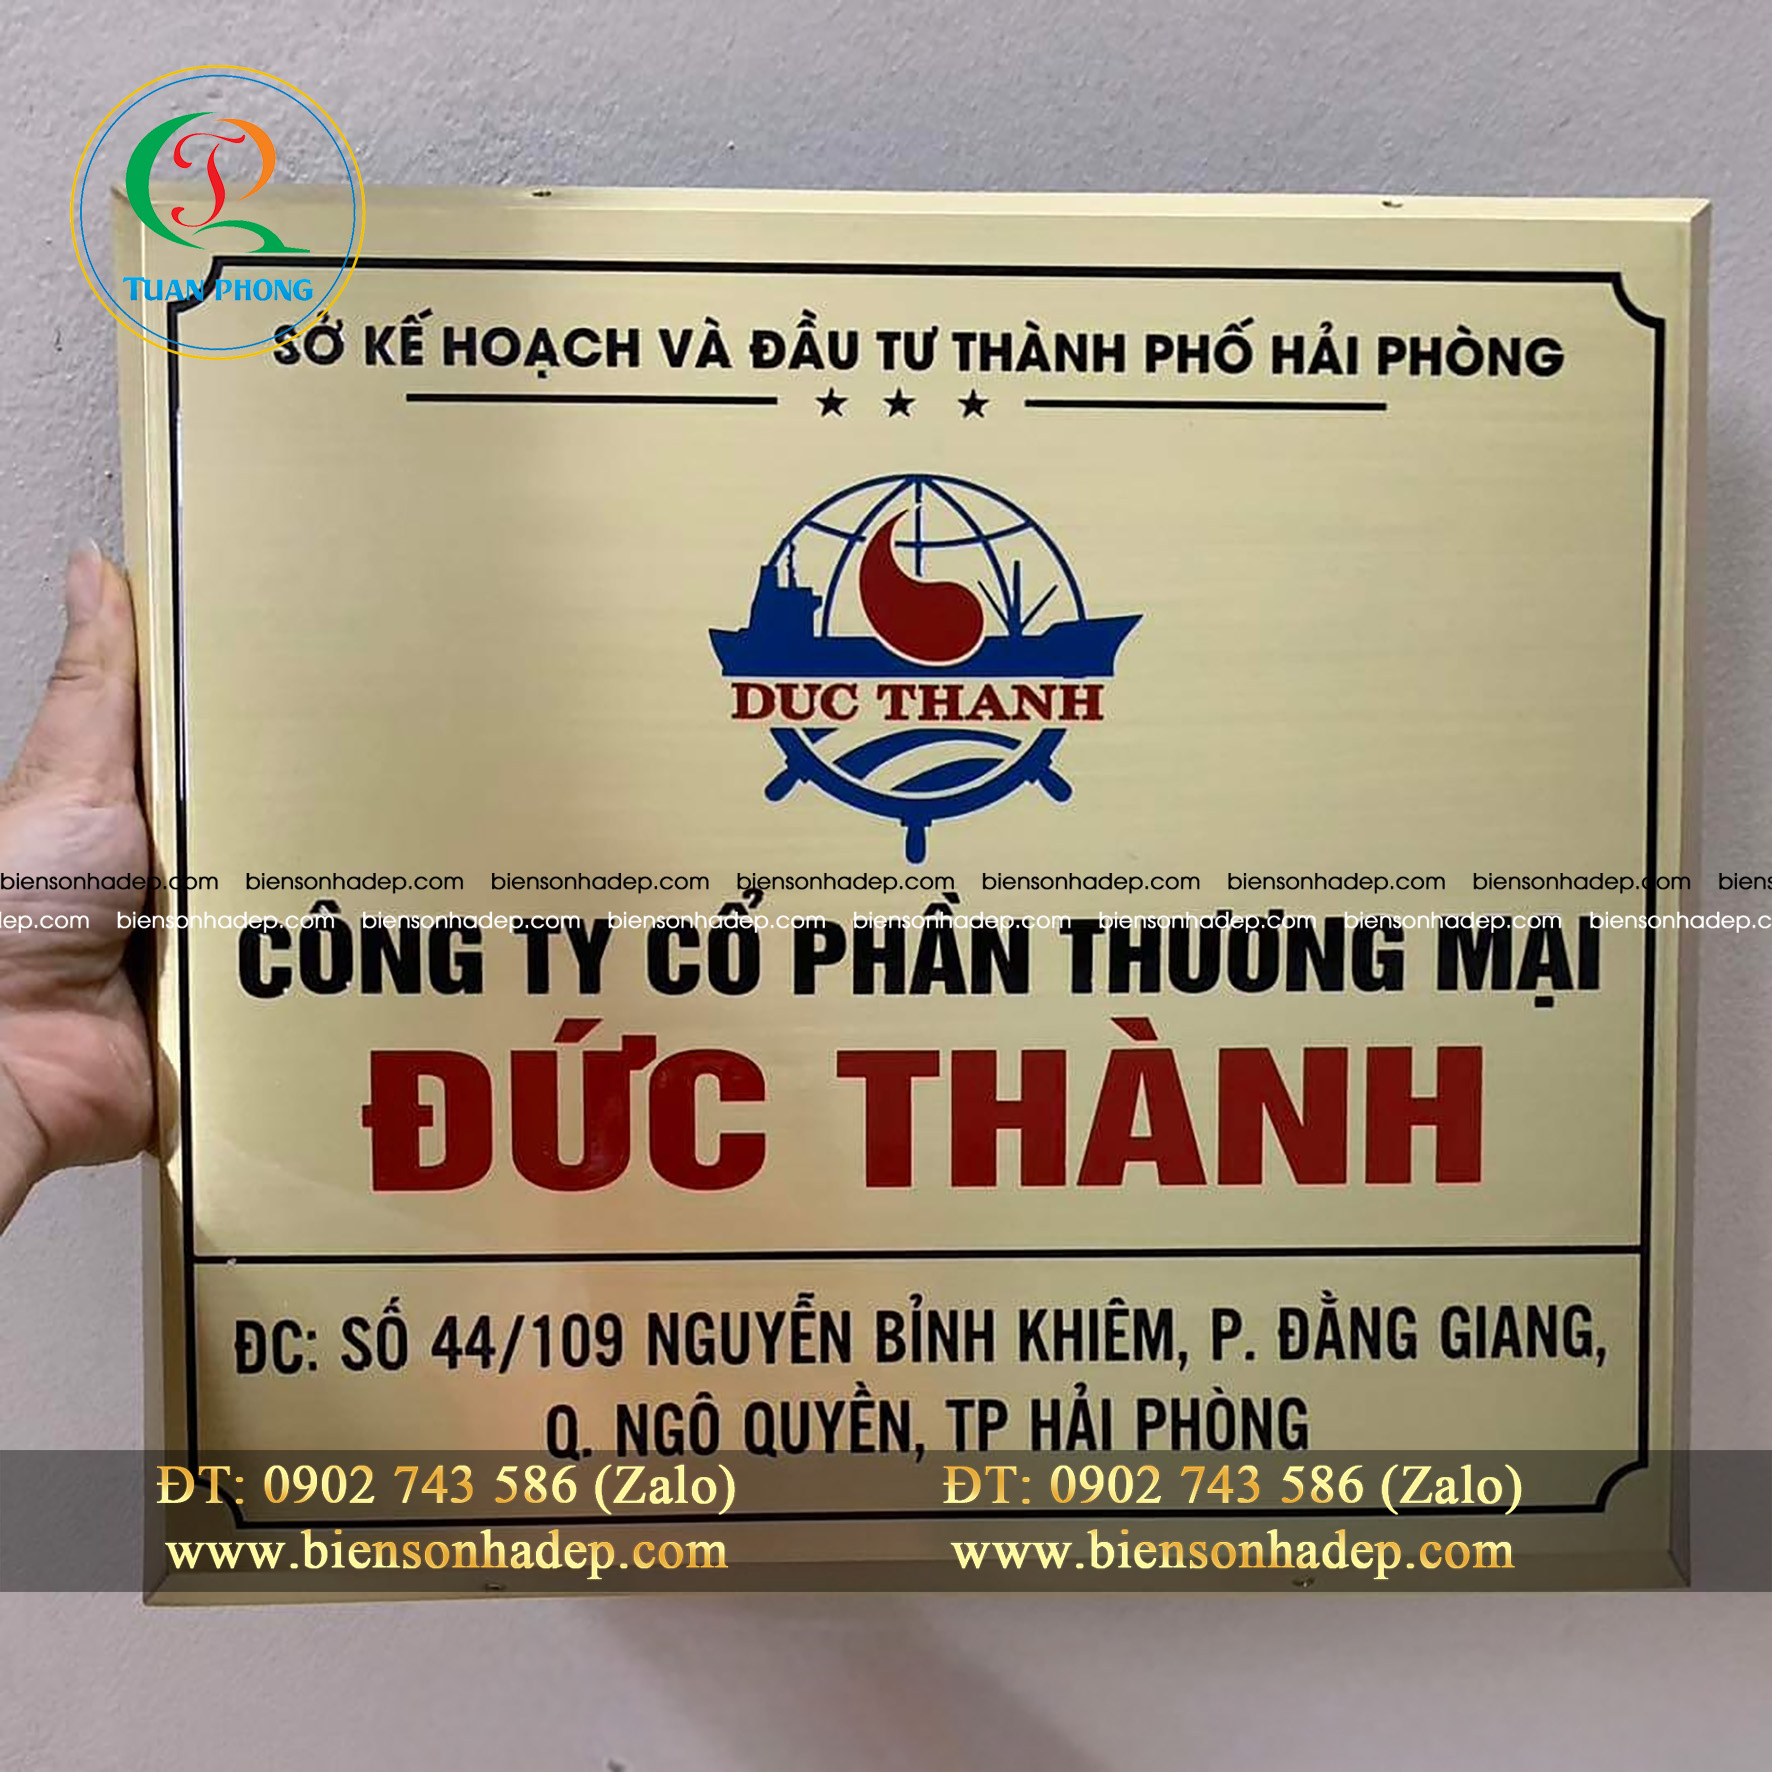 TUAN PHONG
SỞ KẾ HOẠCH VÀ ĐẦU TƯ THÀNH PHỐ HẢI PHÒNG
DUC THANH
biensonhadep.com biensonhadep.com biensonhadep.com biensonhadep.com biensonhadep.com biensonhadep.com biensonhadep.com biens
ep.com biensonhadep.com biensonhadep.com biensonhadep.com biensonhadep.com biensonhadep.com biensonhadep.com biensonhadep.c
CÔNG TY CỔ PHẦN THƯƠNG MẠI
ĐỨC THÀNH
ĐC: SỐ 44/109 NGUYỄN BỈNH KHIÊM, P. ĐẰNG GIANG,
Q. NGÔ QUYỀN, TP HẢI PHÒNG
ĐT: 0902 743 586 (Zalo) ĐT: 0902 743 586 (Zalo)
www.biensonhadep.com www.biensonhadep.com